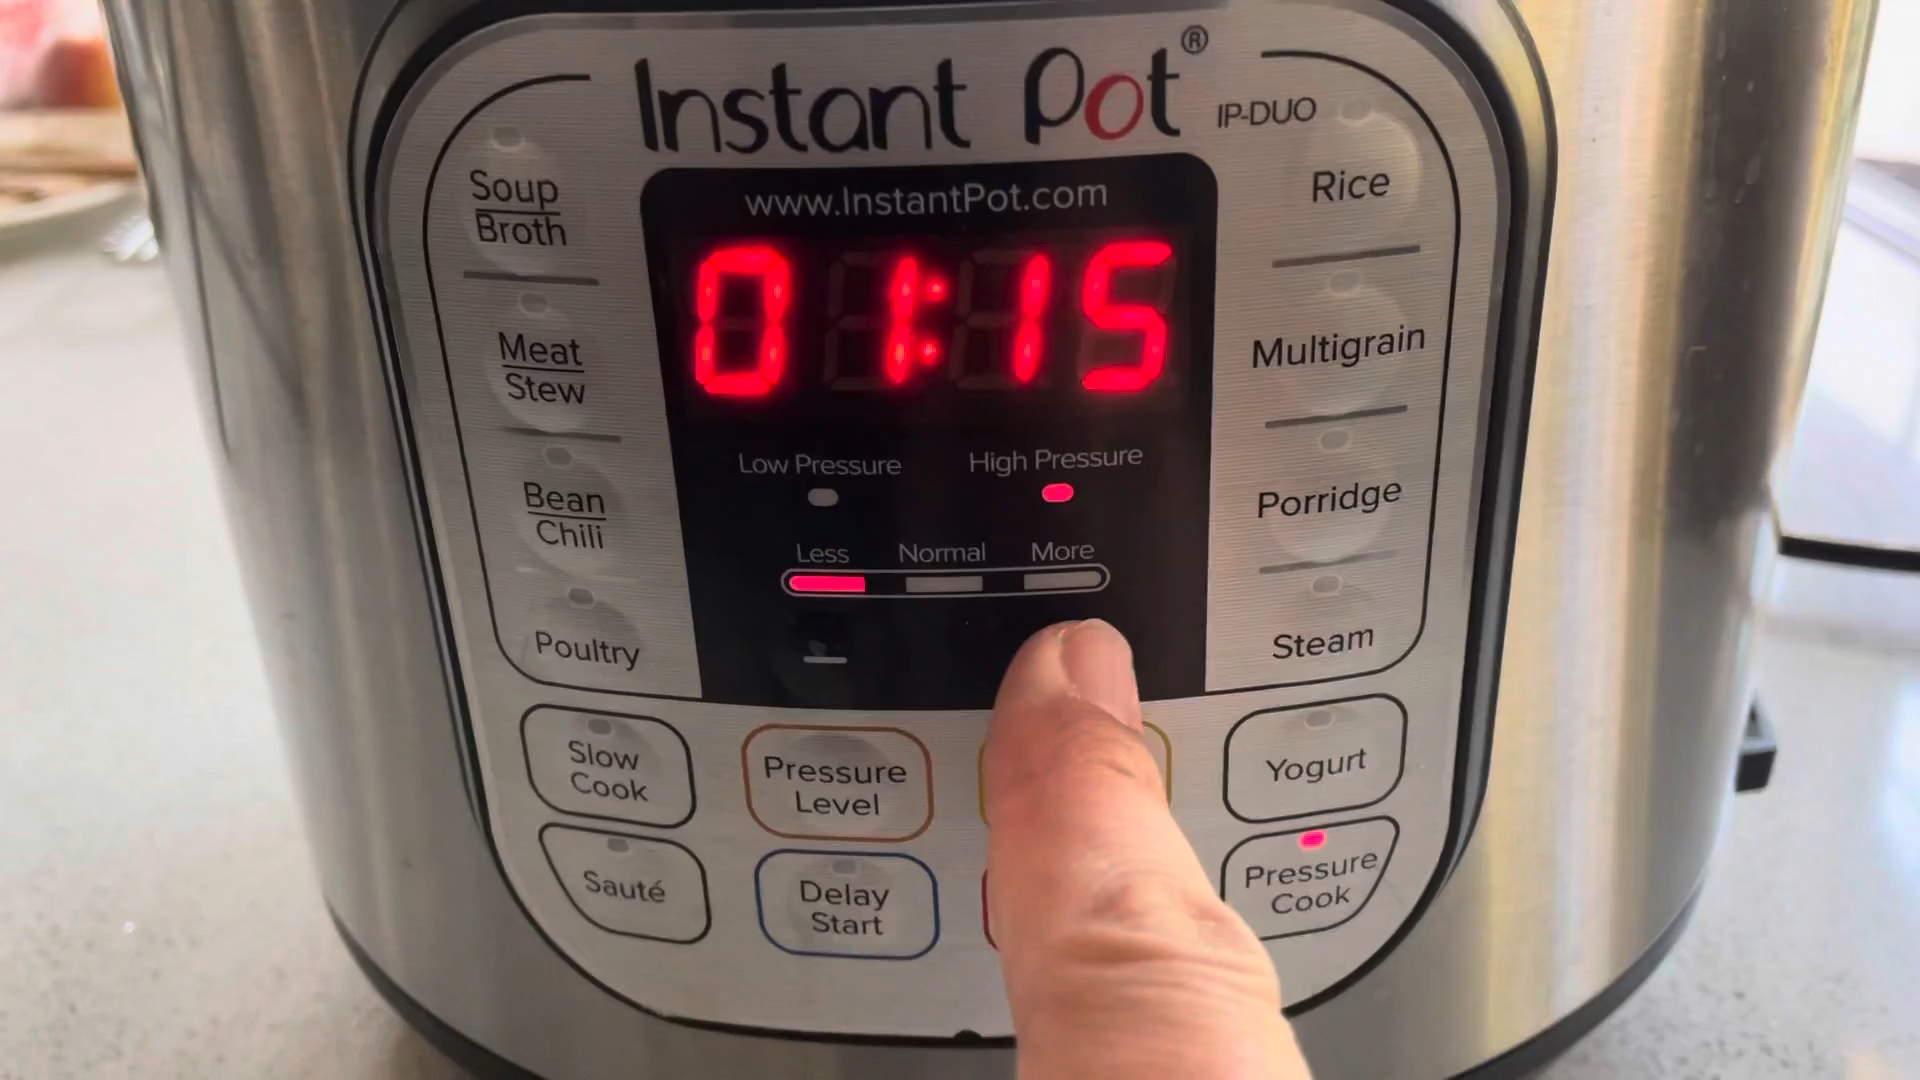 Instant Pot®
IP-DUO
www.InstantPot.com
01:15
Low Pressure
High Pressure
Less
Normal
More
−
Soup
Broth
Meat
Stew
Bean
Chili
Poultry
Rice
Multigrain
Porridge
Steam
Slow
Cook
Pressure
Level
Yogurt
Sauté
Delay
Start
Pressure
Cook